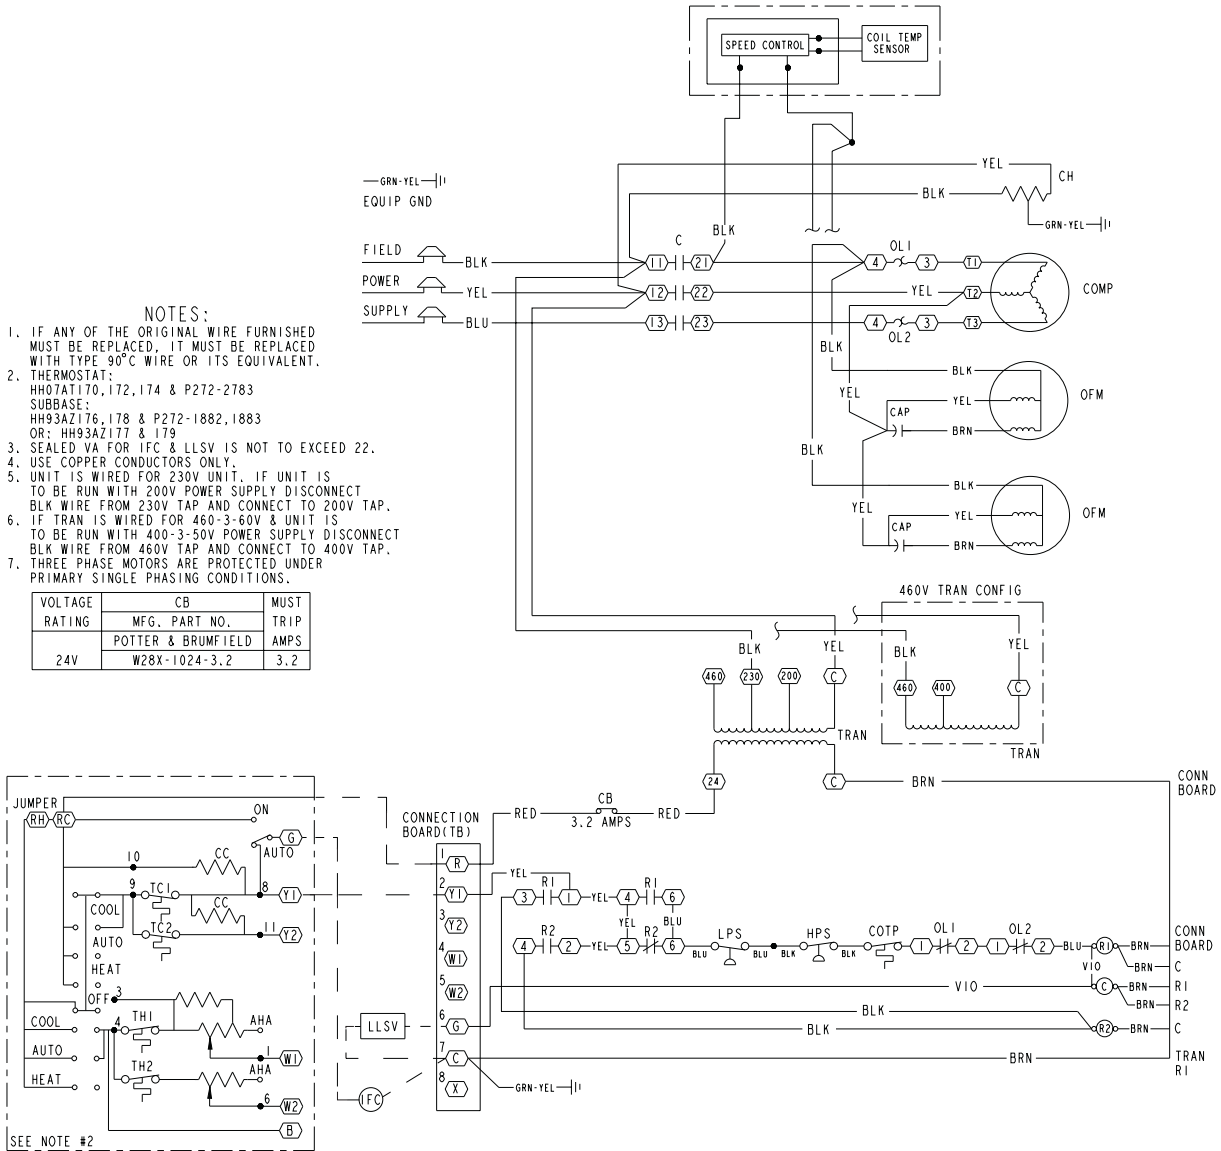 SPEED CONTROL
COIL TEMP
SENSOR
GRN-YEL
EQUIP GND
YEL
CH
BLK
GRN-YEL
BLK
C
OL1
FIELD
BLK
11
21
4
3
T1
POWER
YEL
12
22
YEL
T2
COMP
SUPPLY
BLU
13
23
4
3
T3
OL2
BLK
NOTES:
1. IF ANY OF THE ORIGINAL WIRE FURNISHED
MUST BE REPLACED, IT MUST BE REPLACED
WITH TYPE 90°C WIRE OR ITS EQUIVALENT.
2. THERMOSTAT:
HH07AT170,172,174 & P272-2783
SUBBASE:
HH93AZ176,178 & P272-1882,1883
OR: HH93AZ177 & 179
3. SEALED VA FOR IFC & LLSV IS NOT TO EXCEED 22.
4. USE COPPER CONDUCTORS ONLY.
5. UNIT IS WIRED FOR 230V UNIT. IF UNIT IS
TO BE RUN WITH 200V POWER SUPPLY DISCONNECT
BLK WIRE FROM 230V TAP AND CONNECT TO 200V TAP.
6. IF TRAN IS WIRED FOR 460-3-60V & UNIT IS
TO BE RUN WITH 400-3-50V POWER SUPPLY DISCONNECT
BLK WIRE FROM 460V TAP AND CONNECT TO 400V TAP.
7. THREE PHASE MOTORS ARE PROTECTED UNDER
PRIMARY SINGLE PHASING CONDITIONS.
VOLTAGE CB MUST
RATING MFG. PART NO. TRIP
POTTER & BRUMFIELD AMPS
24V W28X-1024-3.2 3.2
BLK
YEL
YEL
OFM
CAP
BRN
BLK
BLK
YEL
YEL
OFM
CAP
BRN
460V TRAN CONFIG
BLK
YEL
BLK
YEL
460
230
200
C
460
400
C
TRAN
TRAN
24
C
BRN
CONN
BOARD
CB
RED
RED
3.2 AMPS
JUMPER
RH
RC
ON
G
AUTO
10
CC
9
TC1
8
Y1
CC
COOL
TC2
11
Y2
AUTO
HEAT
OFF
3
COOL
4
TH1
AHA
AUTO
1
W1
TH2
AHA
HEAT
6
W2
B
SEE NOTE #2
CONNECTION
BOARD(TB)
1
R
2
Y1
3
Y2
4
W1
5
W2
6
G
7
C
8
X
LLSV
IFC
GRN-YEL
YEL
3
R1
1
YEL
4
R1
6
YEL
BLU
4
R2
2
YEL
5
R2
6
BLU
LPS
BLU
BLK
HPS
BLK
COTP
1
OL1
2
1
OL2
2
BLU
R1
BRN
CONN
BOARD
VIO
BRN
C
VIO
C
BRN
R1
BRN
R2
BLK
BLK
R2
BRN
C
BRN
TRAN
R1